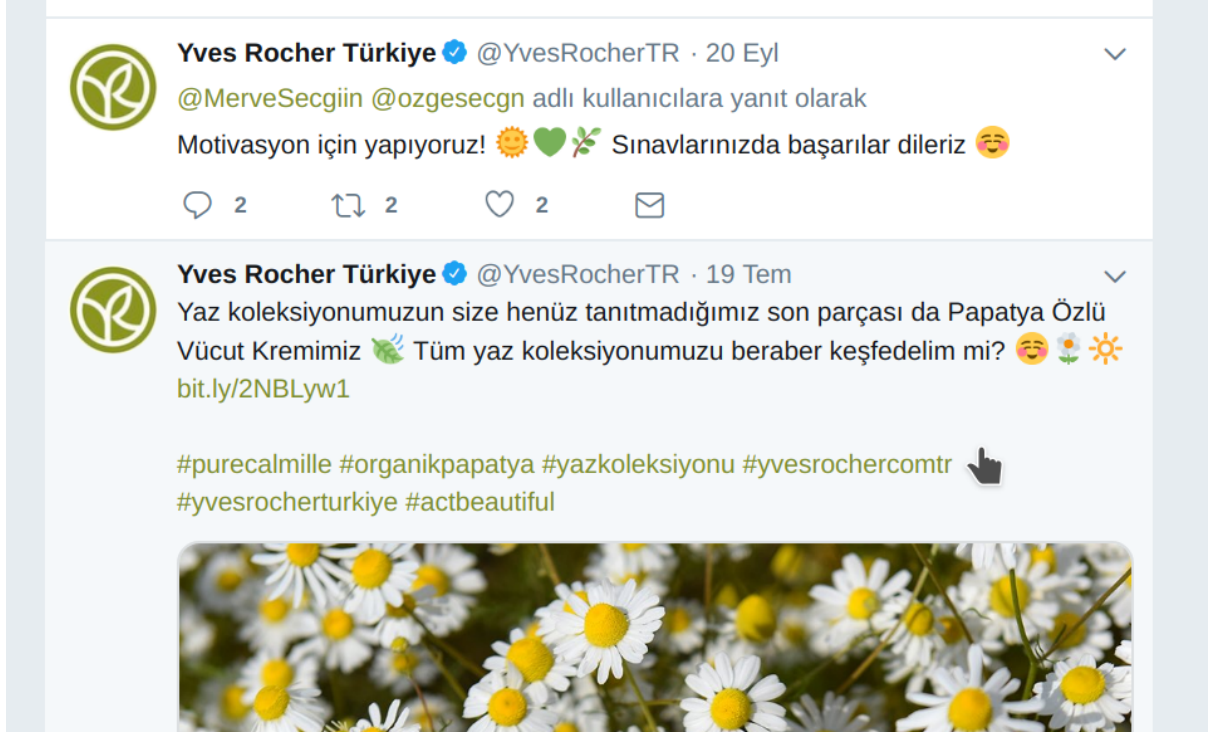 Yves Rocher Türkiye @YvesRocherTR · 20 Eyl
@MerveSecgiin @ozgesecgn adlı kullanıcılara yanıt olarak
Motivasyon için yapıyoruz! 🌞💚🌿 Sınavlarınızda başarılar dileriz ☺️
2 2 2
Yves Rocher Türkiye @YvesRocherTR · 19 Tem
Yaz koleksiyonumuzun size henüz tanıtmadığımız son parçası da Papatya Özlü
Vücut Kremimiz 🍃 Tüm yaz koleksiyonumuzu beraber keşfedelim mi? ☺️🌼☀️
bit.ly/2NBLyw1
#purecalmille #organikpapatya #yazkoleksiyonu #yvesrochercomtr
#yvesrocherturkiye #actbeautiful